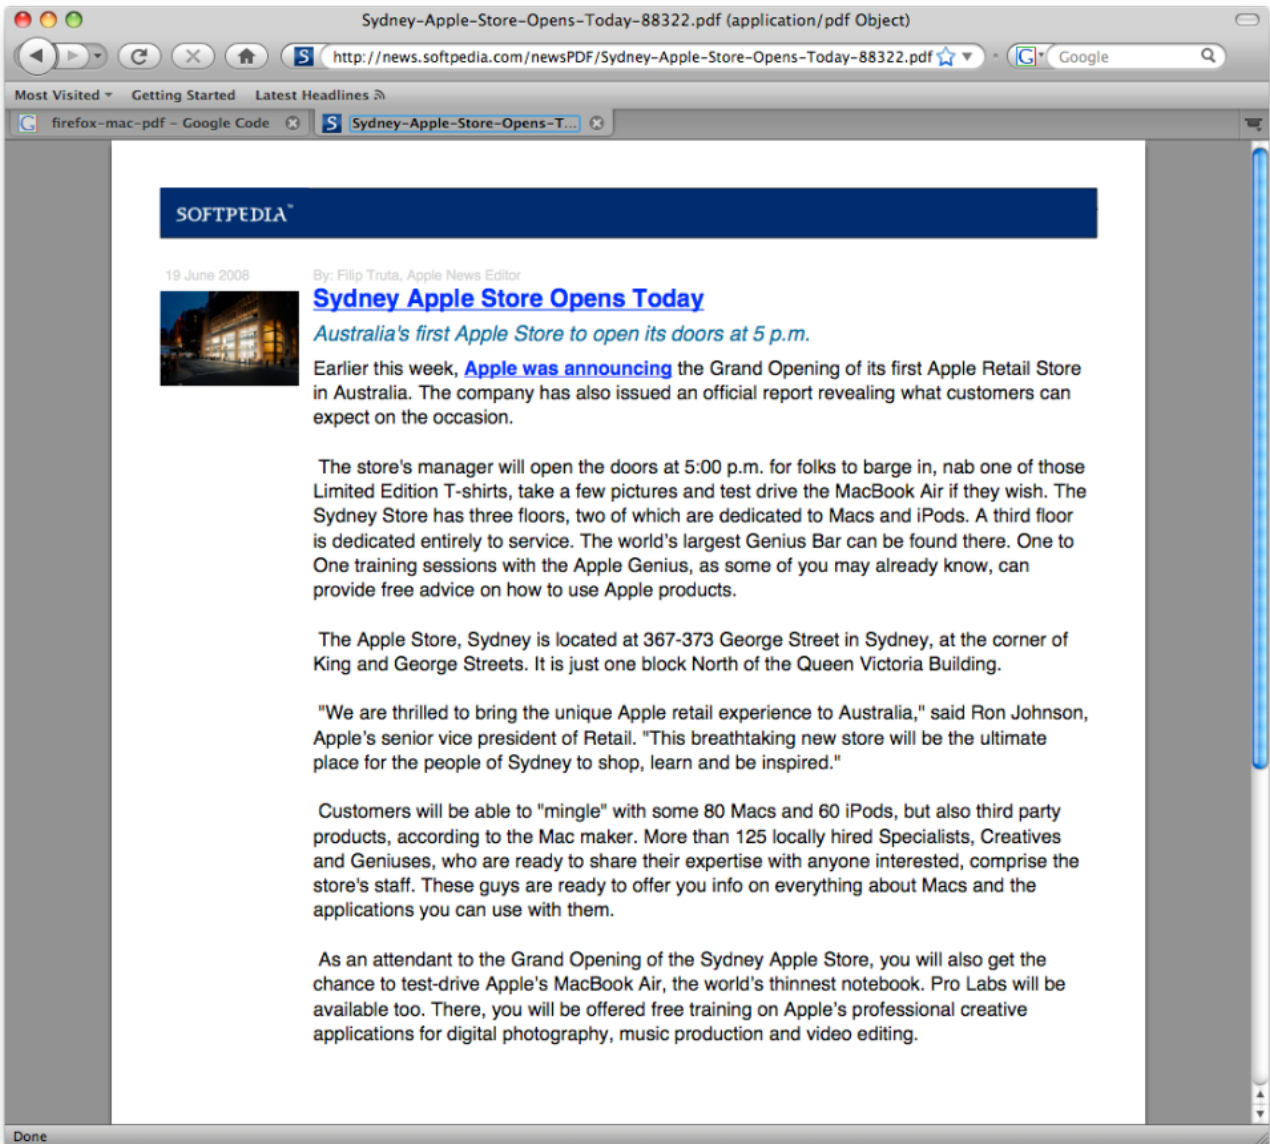 Sydney-Apple-Store-Opens-Today-88322.pdf (application/pdf Object)
S http://news.softpedia.com/newsPDF/Sydney-Apple-Store-Opens-Today-88322.pdf G Google
Most Visited Getting Started Latest Headlines
G firefox-mac-pdf – Google Code S Sydney-Apple-Store-Opens-T...
SOFTPEDIA™
19 June 2008 By: Filip Truta, Apple News Editor
Sydney Apple Store Opens Today
Australia's first Apple Store to open its doors at 5 p.m.
Earlier this week, Apple was announcing the Grand Opening of its first Apple Retail Store
in Australia. The company has also issued an official report revealing what customers can
expect on the occasion.
The store's manager will open the doors at 5:00 p.m. for folks to barge in, nab one of those
Limited Edition T-shirts, take a few pictures and test drive the MacBook Air if they wish. The
Sydney Store has three floors, two of which are dedicated to Macs and iPods. A third floor
is dedicated entirely to service. The world's largest Genius Bar can be found there. One to
One training sessions with the Apple Genius, as some of you may already know, can
provide free advice on how to use Apple products.
The Apple Store, Sydney is located at 367-373 George Street in Sydney, at the corner of
King and George Streets. It is just one block North of the Queen Victoria Building.
"We are thrilled to bring the unique Apple retail experience to Australia," said Ron Johnson,
Apple's senior vice president of Retail. "This breathtaking new store will be the ultimate
place for the people of Sydney to shop, learn and be inspired."
Customers will be able to "mingle" with some 80 Macs and 60 iPods, but also third party
products, according to the Mac maker. More than 125 locally hired Specialists, Creatives
and Geniuses, who are ready to share their expertise with anyone interested, comprise the
store's staff. These guys are ready to offer you info on everything about Macs and the
applications you can use with them.
As an attendant to the Grand Opening of the Sydney Apple Store, you will also get the
chance to test-drive Apple's MacBook Air, the world's thinnest notebook. Pro Labs will be
available too. There, you will be offered free training on Apple's professional creative
applications for digital photography, music production and video editing.
Done